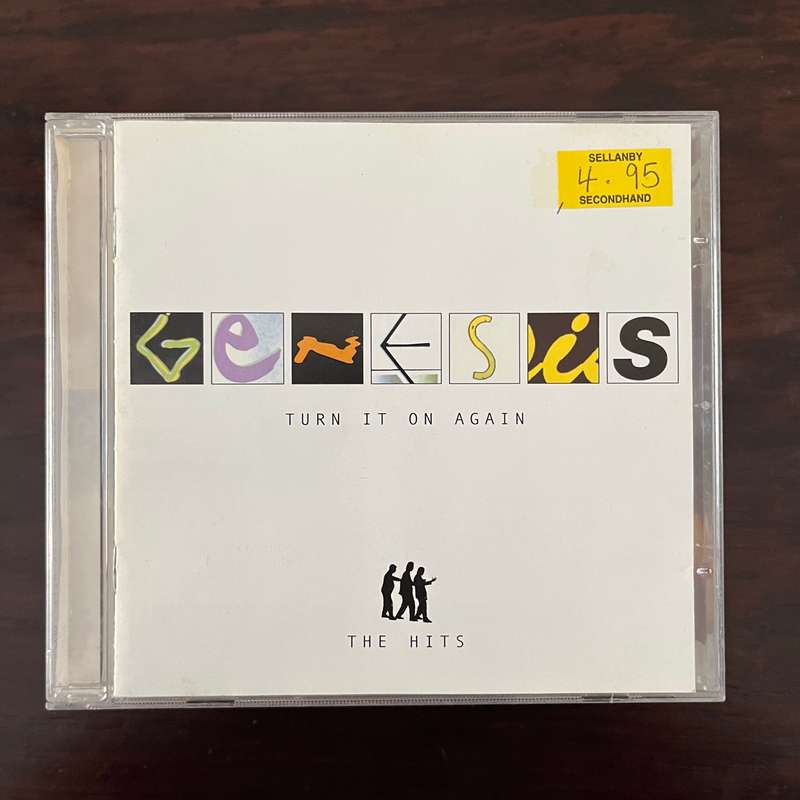 SELLANBY
4.95
SECONDHAND
GENESiS
TURN IT ON AGAIN
THE HITS